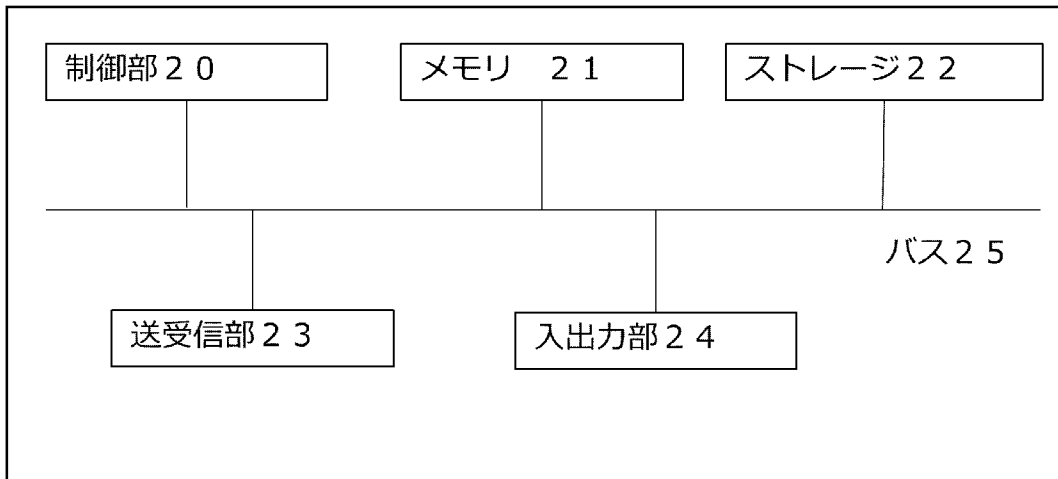 制御部２０
メモリ　２１
ストレージ２２
バス２５
送受信部２３
入出力部２４